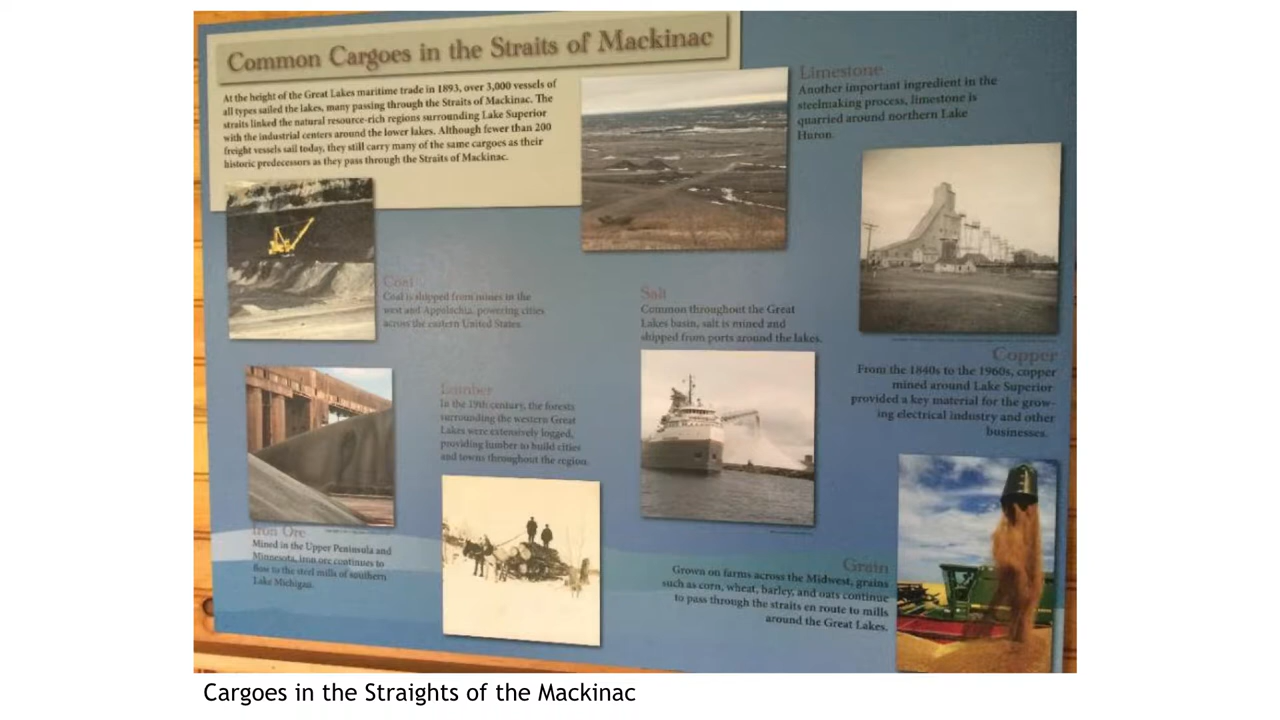 Common Cargoes in the Straits of Mackinac
At the height of the Great Lakes maritime trade in 1893, over 3,000 vessels of
all types sailed the lakes, many passing through the Straits of Mackinac. The
straits linked the natural resource-rich regions surrounding Lake Superior
with the industrial centers around the lower lakes. Although fewer than 200
freight vessels sail today, they still carry many of the same cargoes as their
historic predecessors as they pass through the Straits of Mackinac.
Limestone
Another important ingredient in the
steelmaking process, limestone is
quarried around northern Lake
Huron.
Coal
Coal is shipped from mines in the
west and Appelachia, powering cities
across the eastern United States.
Salt
Common throughout the Great
Lakes basin, salt is mined and
shipped from ports around the lakes.
Copper
From the 1840s to the 1960s, copper
mined around Lake Superior
provided a key material for the grow-
ing electrical industry and other
businesses.
Lumber
In the 19th century, the forests
surrounding the western Great
Lakes were extensively logged,
providing lumber to build cities
and towns throughout the region.
Iron Ore
Mined in the Upper Peninsula and
Minnesota, iron ore continues to
flow to the steel mills of southern
Lake Michigan.
Grain
Grown on farms across the Midwest, grains
such as corn, wheat, barley, and oats continue
to pass through the straits en route to mills
around the Great Lakes.
Cargoes in the Straights of the Mackinac